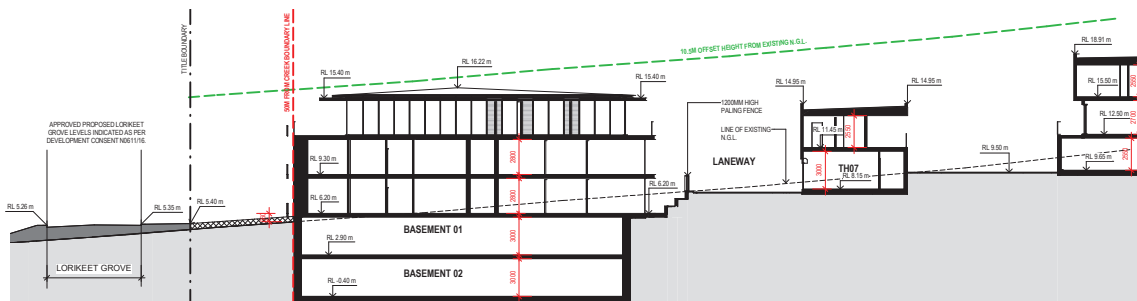 TITLE BOUNDARY
50M FROM CREEK BOUNDARY LINE
10.5M OFFSET HEIGHT FROM EXISTING N.G.L.
RL 16.22 m
RL 15.40 m
RL 15.40 m
RL 18.91 m
RL 15.50 m
RL 14.95 m
RL 14.95 m
1200MM HIGH
PALING FENCE
LINE OF EXISTING
N.G.L.
APPROVED PROPOSED LORIKEET
GROVE LEVELS INDICATED AS PER
DEVELOPMENT CONSENT N0611/16.
RL 12.50 m
RL 11.45 m
2550
2550
2700
2550
3000
LANEWAY
TH07
RL 9.50 m
RL 9.65 m
RL 8.15 m
RL 9.30 m
2800
2800
RL 6.20 m
RL 6.20 m
RL 5.26 m
RL 5.35 m
RL 5.40 m
BASEMENT 01
3000
RL 2.90 m
BASEMENT 02
3000
RL -0.40 m
LORIKEET GROVE